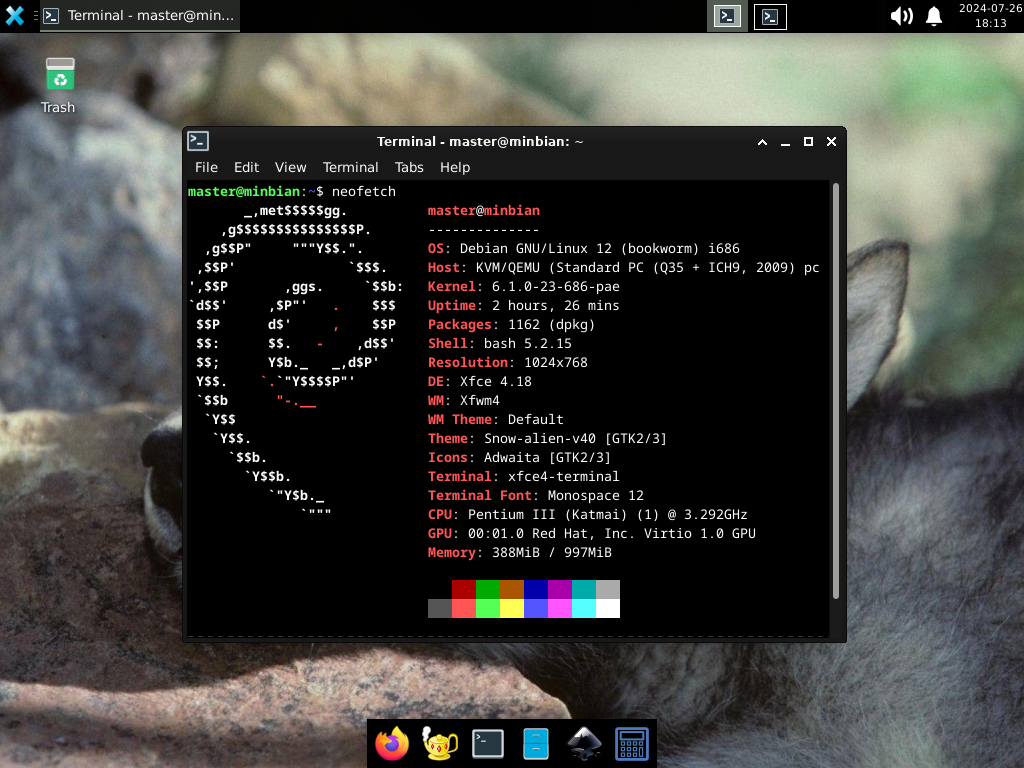 Terminal - master@min...
2024-07-26
18:13
Trash
Terminal - master@minbian: ~
File Edit View Terminal Tabs Help
master@minbian:~$ neofetch
       _,met$$$$$gg.          master@minbian
    ,g$$$$$$$$$$$$$$$P.       --------------
  ,g$$P"     """Y$$.".        OS: Debian GNU/Linux 12 (bookworm) i686
 ,$$P'              `$$$.     Host: KVM/QEMU (Standard PC (Q35 + ICH9, 2009) pc
',$$P       ,ggs.     `$$b:   Kernel: 6.1.0-23-686-pae
`d$$'     ,$P"'   .    $$$    Uptime: 2 hours, 26 mins
 $$P      d$'     ,    $$P    Packages: 1162 (dpkg)
 $$:      $$.   -    ,d$$'    Shell: bash 5.2.15
 $$;      Y$b._   _,d$P'      Resolution: 1024x768
 Y$$.    `.`"Y$$$$P"'         DE: Xfce 4.18
 `$$b      "-.__              WM: Xfwm4
  `Y$$                        WM Theme: Default
   `Y$$.                      Theme: Snow-alien-v40 [GTK2/3]
     `$$b.                    Icons: Adwaita [GTK2/3]
       `Y$$b.                 Terminal: xfce4-terminal
          `"Y$b._             Terminal Font: Monospace 12
              `"""            CPU: Pentium III (Katmai) (1) @ 3.292GHz
GPU: 00:01.0 Red Hat, Inc. Virtio 1.0 GPU
Memory: 388MiB / 997MiB